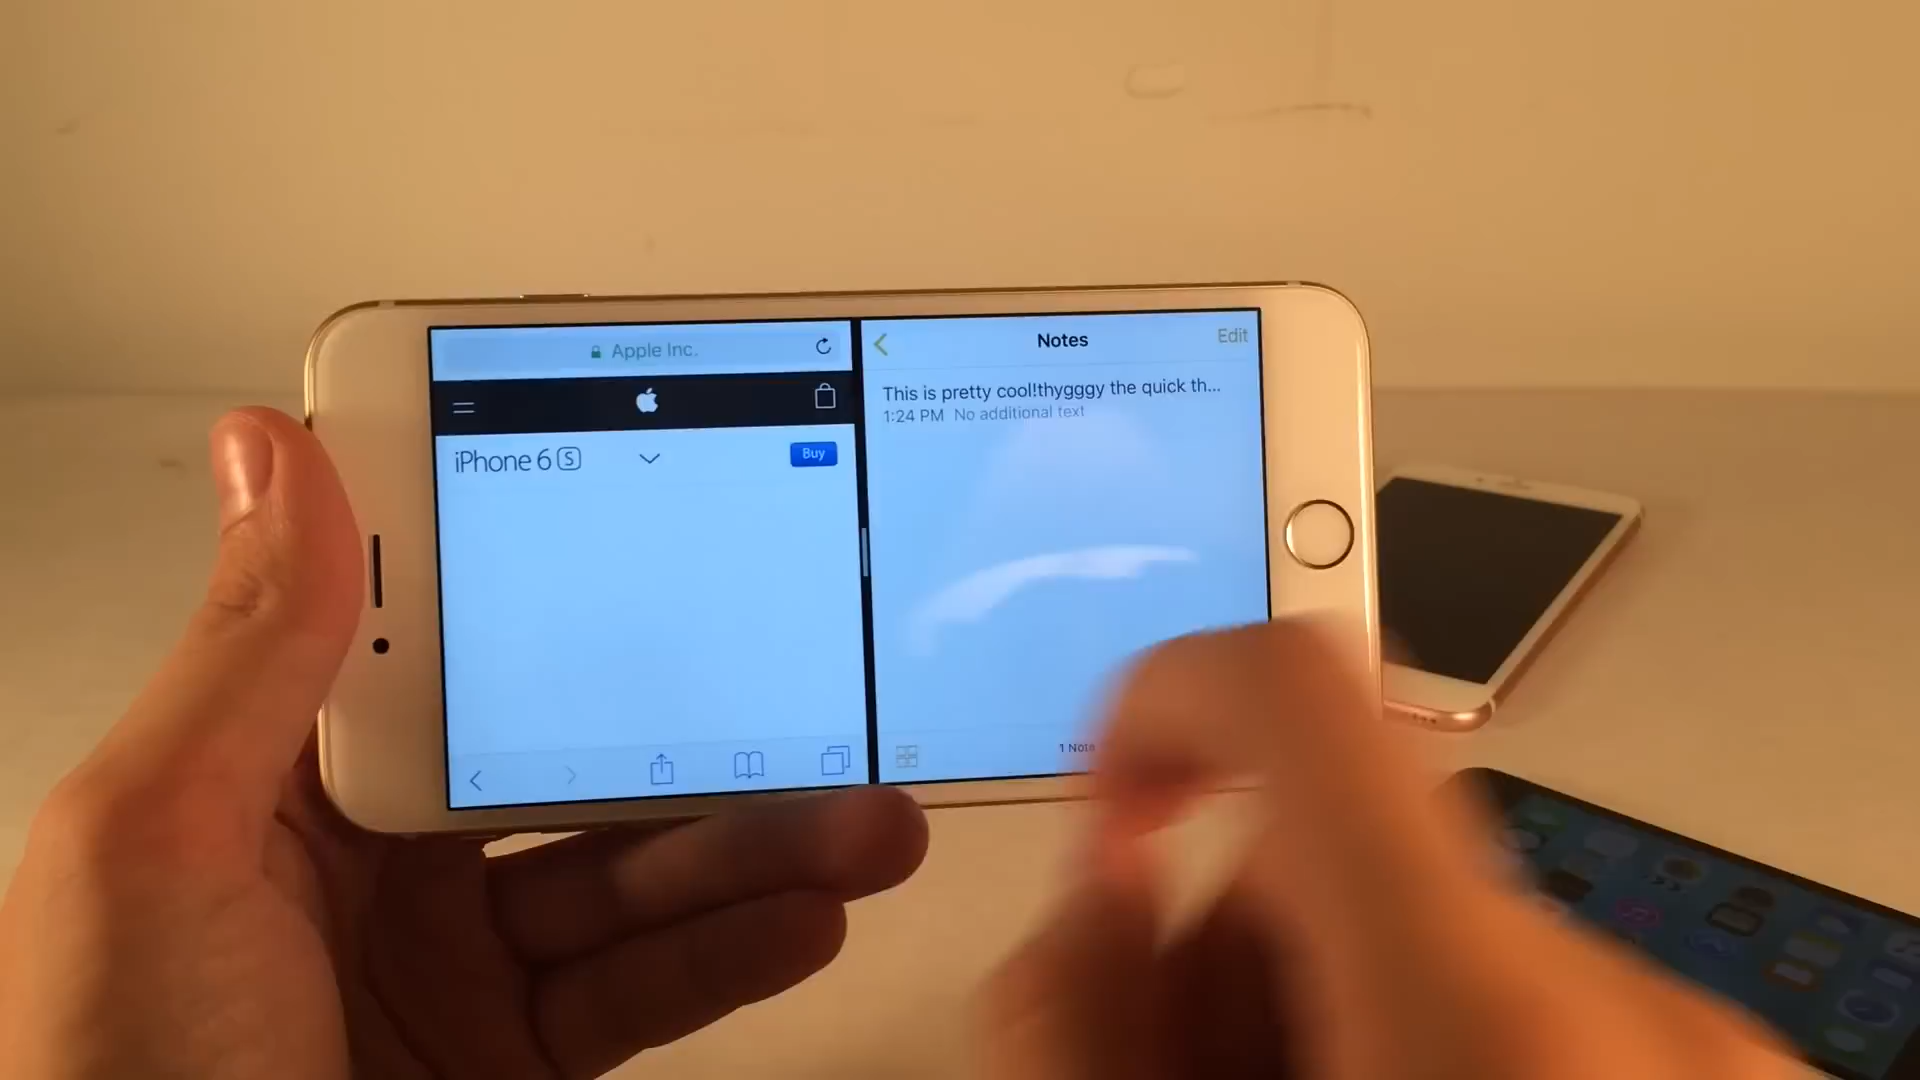 Apple Inc.
iPhone 6 S
Buy
Notes
Edit
This is pretty cool!thygggy the quick th...
1:24 PM No additional text
1 Note